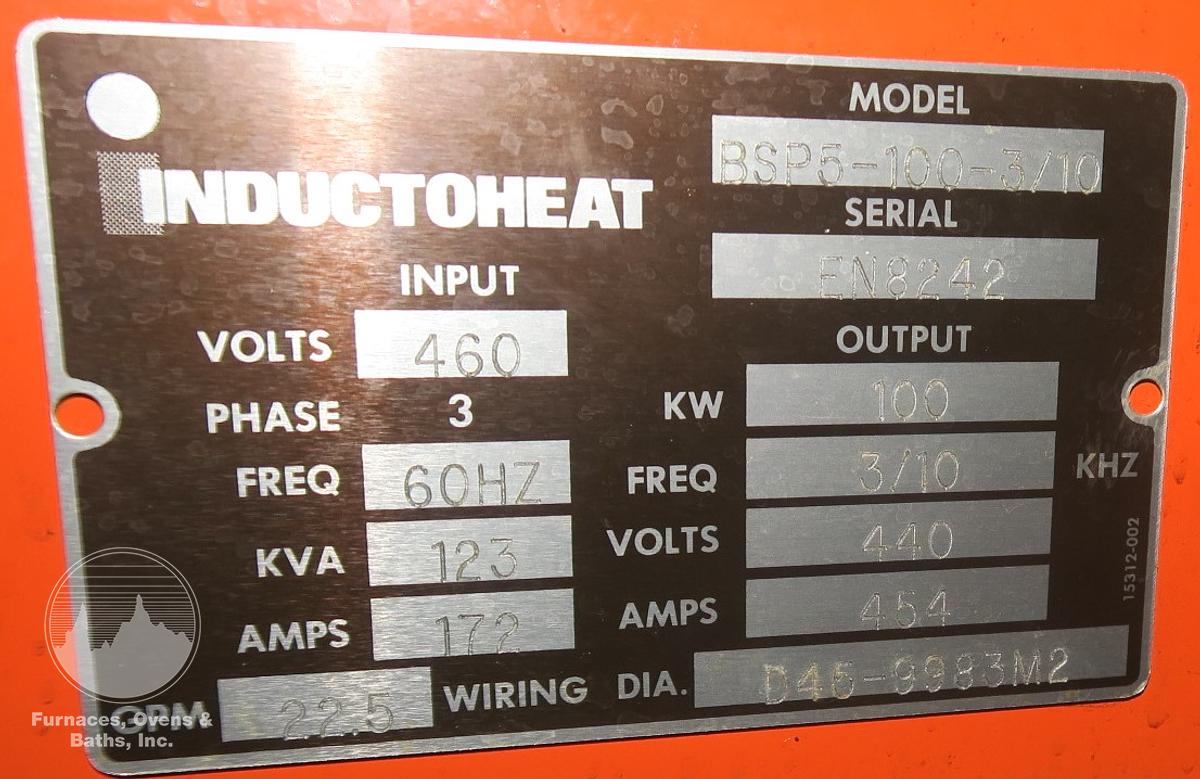 INDUCTOHEAT
MODEL
BSP5-100-3/10
SERIAL
EN8242
INPUT
VOLTS 460
PHASE 3
FREQ 60HZ
KVA 123
AMPS 172
OUTPUT
KW 100
FREQ 3/10 KHZ
VOLTS 440
AMPS 454
GPM 22.5 WIRING DIA. D46-9983M2
15312-002
Furnaces, Ovens &
Baths, Inc.